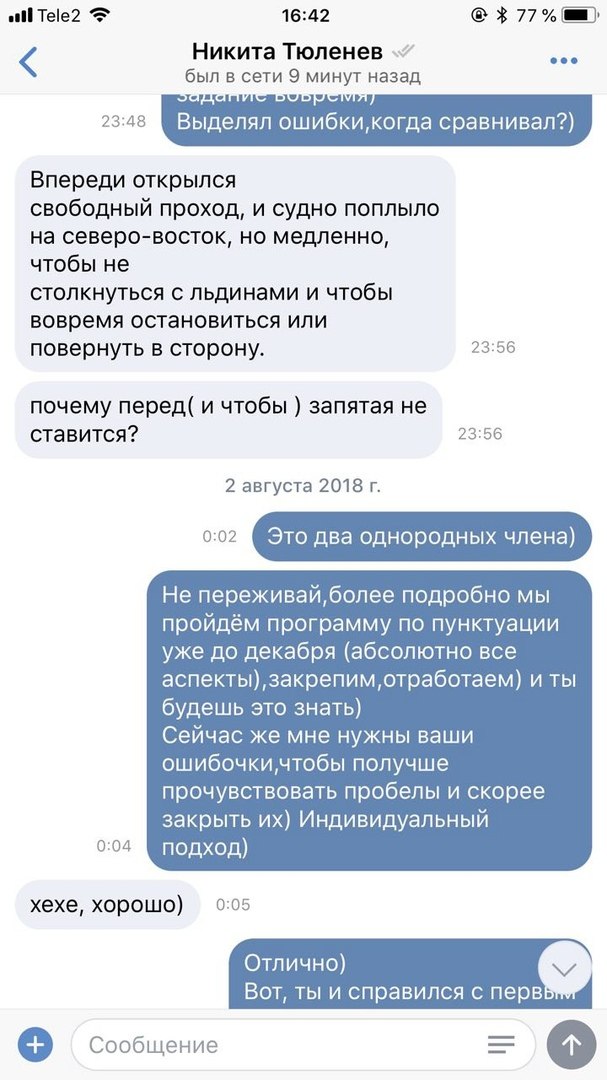 Tele2 16:42 77 %
Никита Тюленев
был в сети 9 минут назад
задание вовремя)
23:48 Выделял ошибки,когда сравнивал?)
Впереди открылся
свободный проход, и судно поплыло
на северо-восток, но медленно,
чтобы не
столкнуться с льдинами и чтобы
вовремя остановиться или
повернуть в сторону. 23:56
почему перед( и чтобы ) запятая не
ставится? 23:56
2 августа 2018 г.
0:02 Это два однородных члена)
Не переживай,более подробно мы
пройдём программу по пунктуации
уже до декабря (абсолютно все
аспекты),закрепим,отработаем) и ты
будешь это знать)
Сейчас же мне нужны ваши
ошибочки,чтобы получше
прочувствовать пробелы и скорее
закрыть их) Индивидуальный
0:04 подход)
хехе, хорошо) 0:05
Отлично)
Вот, ты и справился с первым
Сообщение